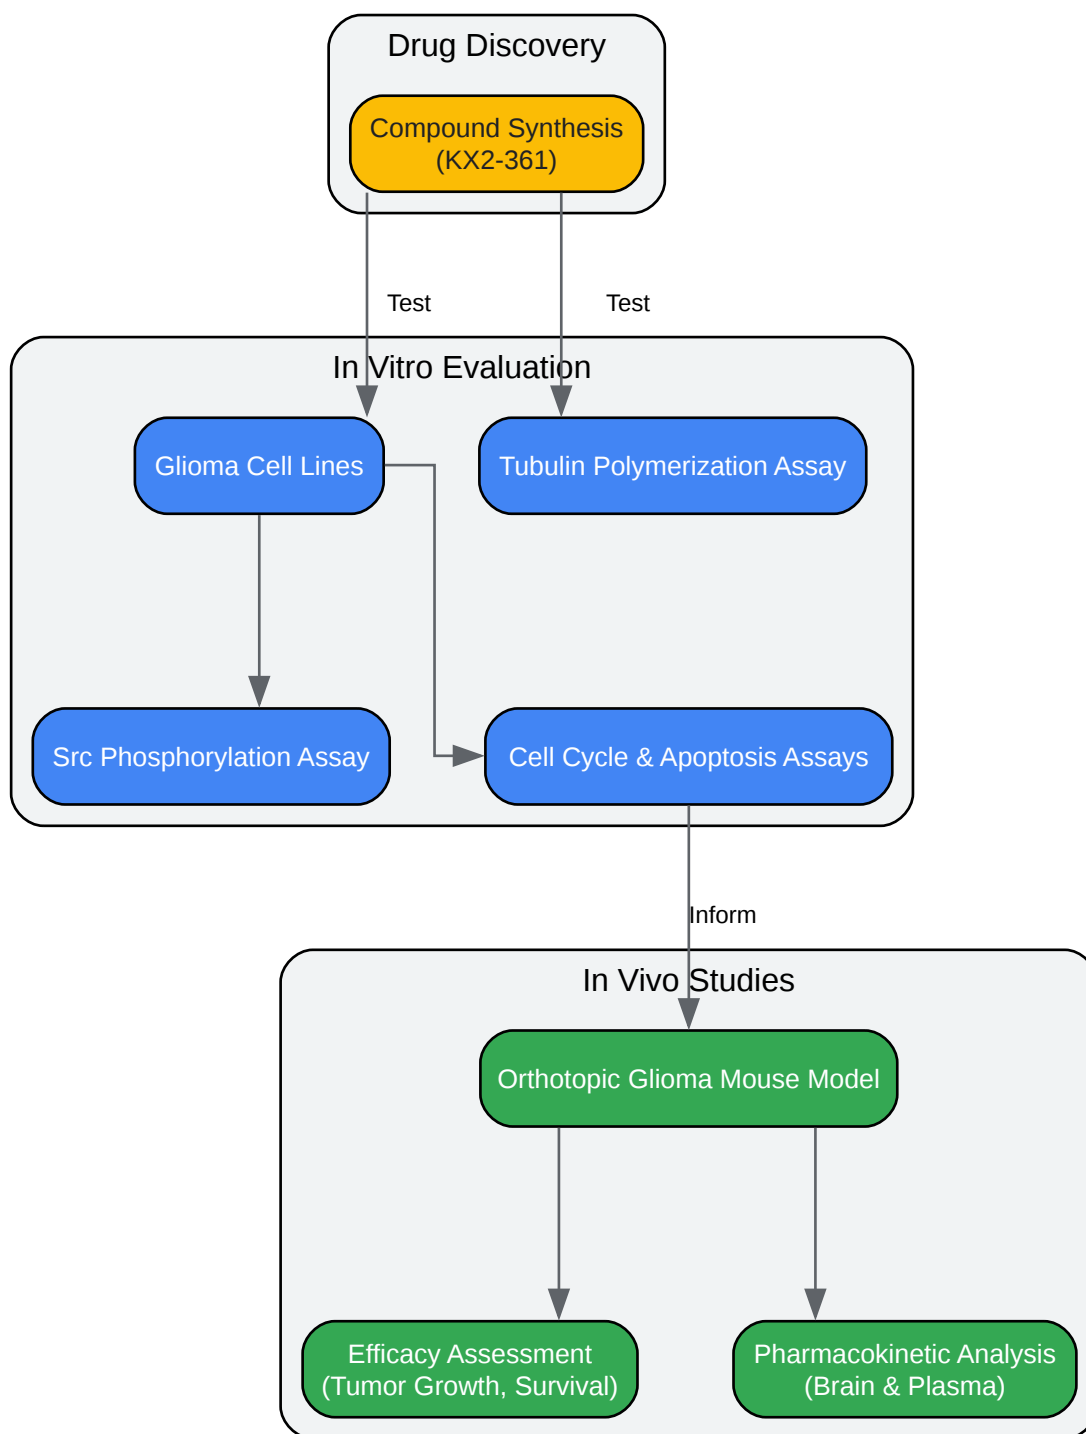 Drug Discovery
Compound Synthesis
(KX2-361)
Test
Test
In Vitro Evaluation
Glioma Cell Lines
Tubulin Polymerization Assay
Src Phosphorylation Assay
Cell Cycle & Apoptosis Assays
Inform
In Vivo Studies
Orthotopic Glioma Mouse Model
Efficacy Assessment
(Tumor Growth, Survival)
Pharmacokinetic Analysis
(Brain & Plasma)